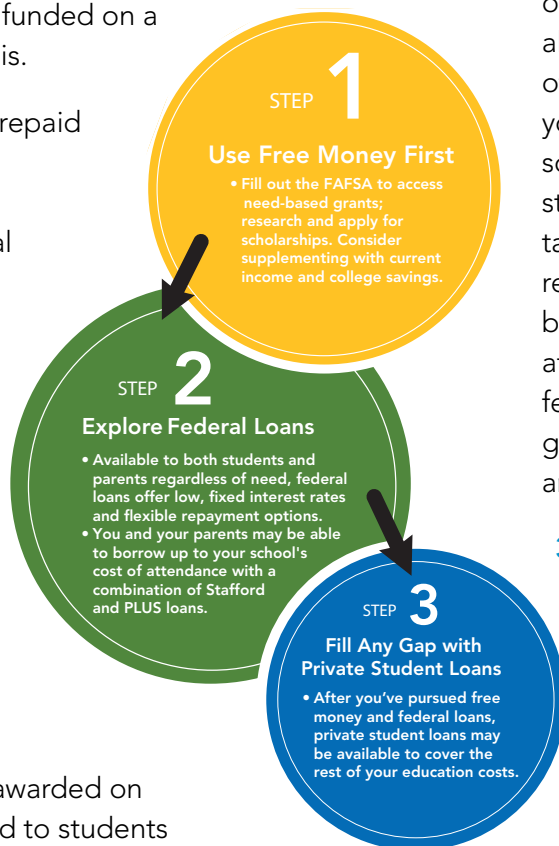 funded on a
is.
repaid
al
STEP 1
Use Free Money First
• Fill out the FAFSA to access
need-based grants;
research and apply for
scholarships. Consider
supplementing with current
income and college savings.
STEP 2
Explore Federal Loans
• Available to both students and
parents regardless of need, federal
loans offer low, fixed interest rates
and flexible repayment options.
• You and your parents may be able
to borrow up to your school's
cost of attendance with a
combination of Stafford
and PLUS loans.
STEP 3
Fill Any Gap with
Private Student Loans
• After you've pursued free
money and federal loans,
private student loans may
be available to cover the
rest of your education costs.
awarded on
d to students